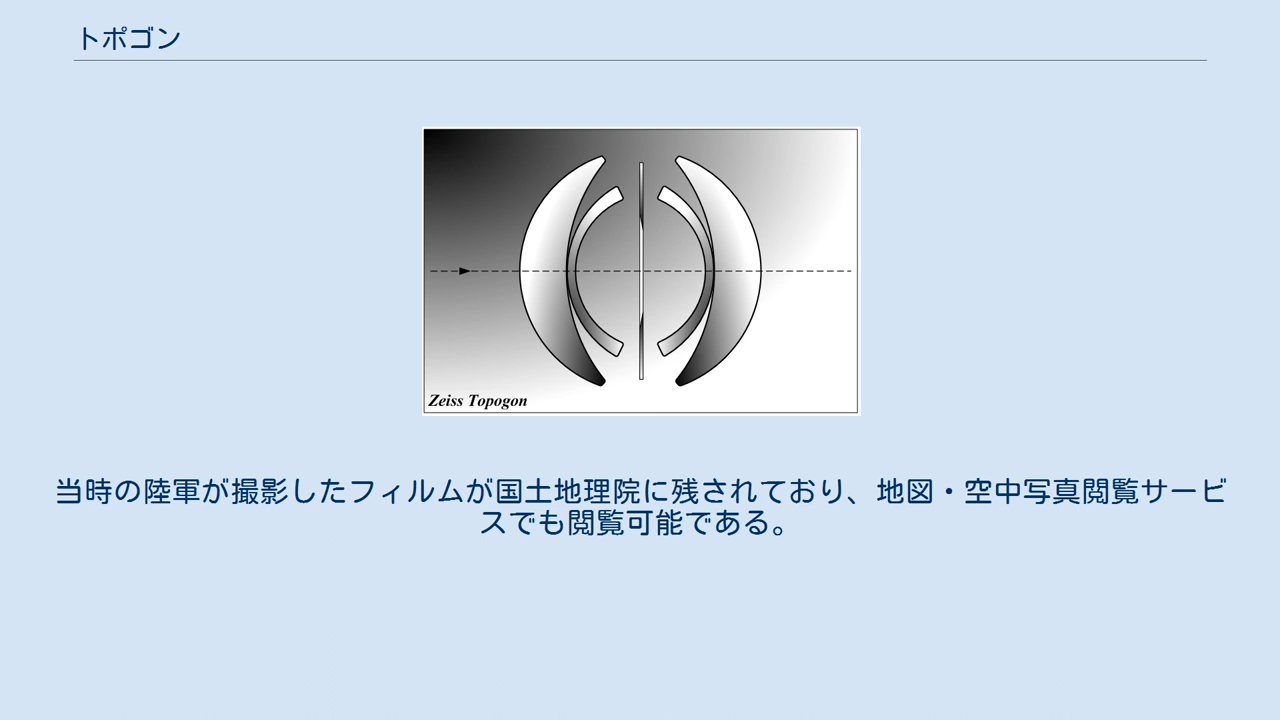 トポゴン
Zeiss Topogon
当時の陸軍が撮影したフィルムが国土地理院に残されており、地図・空中写真閲覧サービ
スでも閲覧可能である。